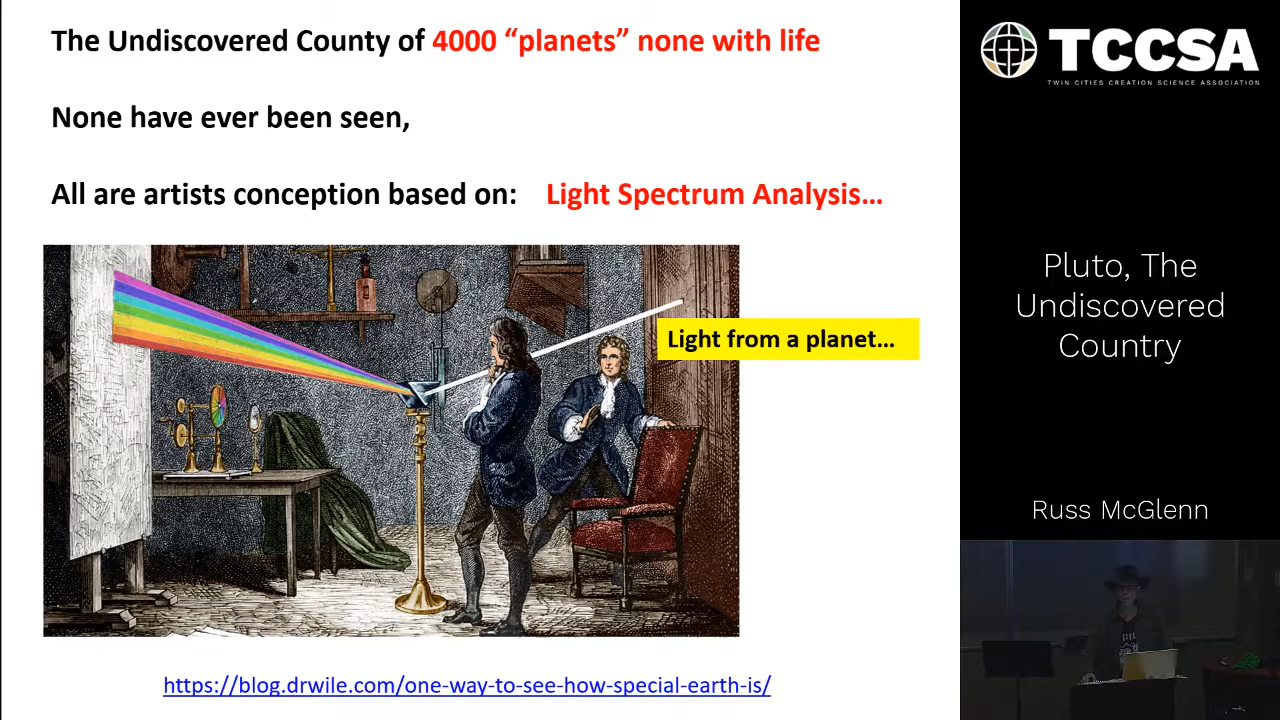 The Undiscovered County of 4000 “planets” none with life
None have ever been seen,
All are artists conception based on: Light Spectrum Analysis...
Light from a planet...
https://blog.drwile.com/one-way-to-see-how-special-earth-is/
TCCSA
TWIN CITIES CREATION SCIENCE ASSOCIATION
Pluto, The
Undiscovered
Country
Russ McGlenn